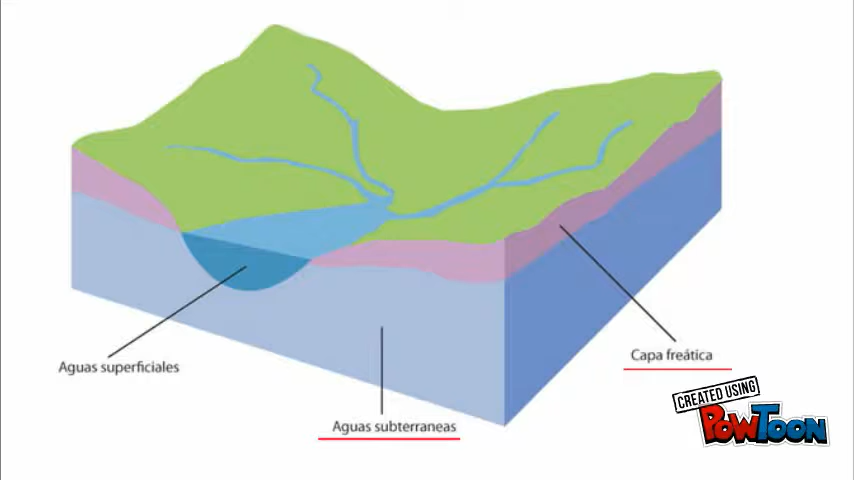 Aguas superficiales
Capa freática
Aguas subterraneas
CREATED USING
POWTOON